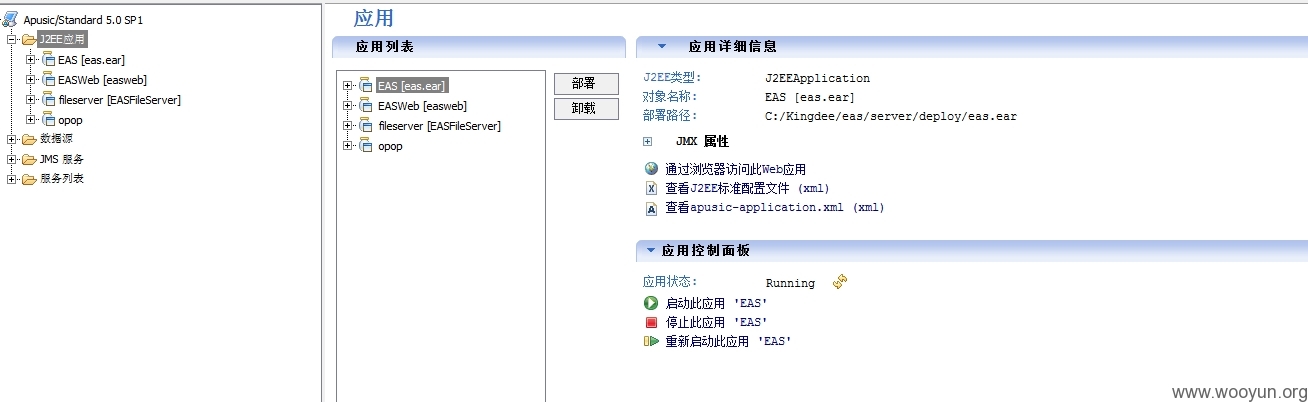 Apusic/Standard 5.0 SP1
J2EE应用
EAS [eas.ear]
EASWeb [easweb]
fileserver [EASFileServer]
opop
数据源
JMS 服务
服务列表
应用
应用列表
EAS [eas.ear]
EASWeb [easweb]
fileserver [EASFileServer]
opop
部署
卸载
应用详细信息
J2EE类型: J2EEApplication
对象名称: EAS [eas.ear]
部署路径: C:/Kingdee/eas/server/deploy/eas.ear
JMX 属性
通过浏览器访问此Web应用
查看J2EE标准配置文件 (xml)
查看apusic-application.xml (xml)
应用控制面板
应用状态: Running
启动此应用 'EAS'
停止此应用 'EAS'
重新启动此应用 'EAS'
www.wooyun.org